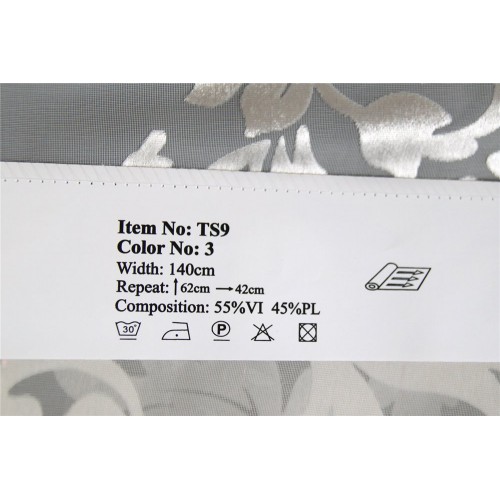 Item No: TS9
Color No: 3
Width: 140cm
Repeat: ↑62cm →42cm
Composition: 55%VI 45%PL
30° P